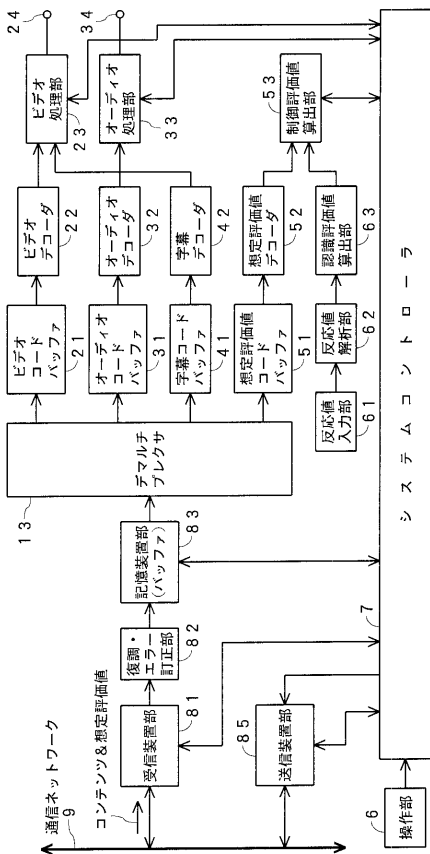 通信ネットワーク
9
コンテンツ&想定評価値
受信装置部
81
復調・
エラー
訂正部
82
記憶装置部
(バッファ)
83
送信装置部
85
操作部
6
デマルチ
プレクサ
13
ビデオ
コード
バッファ
21
ビデオデコーダ
22
ビデオ
処理部
23
24
オーディオ
コード
バッファ
31
オーディオデコーダ
32
オーディオ
処理部
33
34
字幕コード
バッファ
41
字幕
デコーダ
42
想定評価値
コード
バッファ
51
想定評価値
デコーダ
52
制御評価値
算出部
53
反応値
入力部
61
反応値
解析部
62
認識評価値
算出部
63
システムコントローラ
7